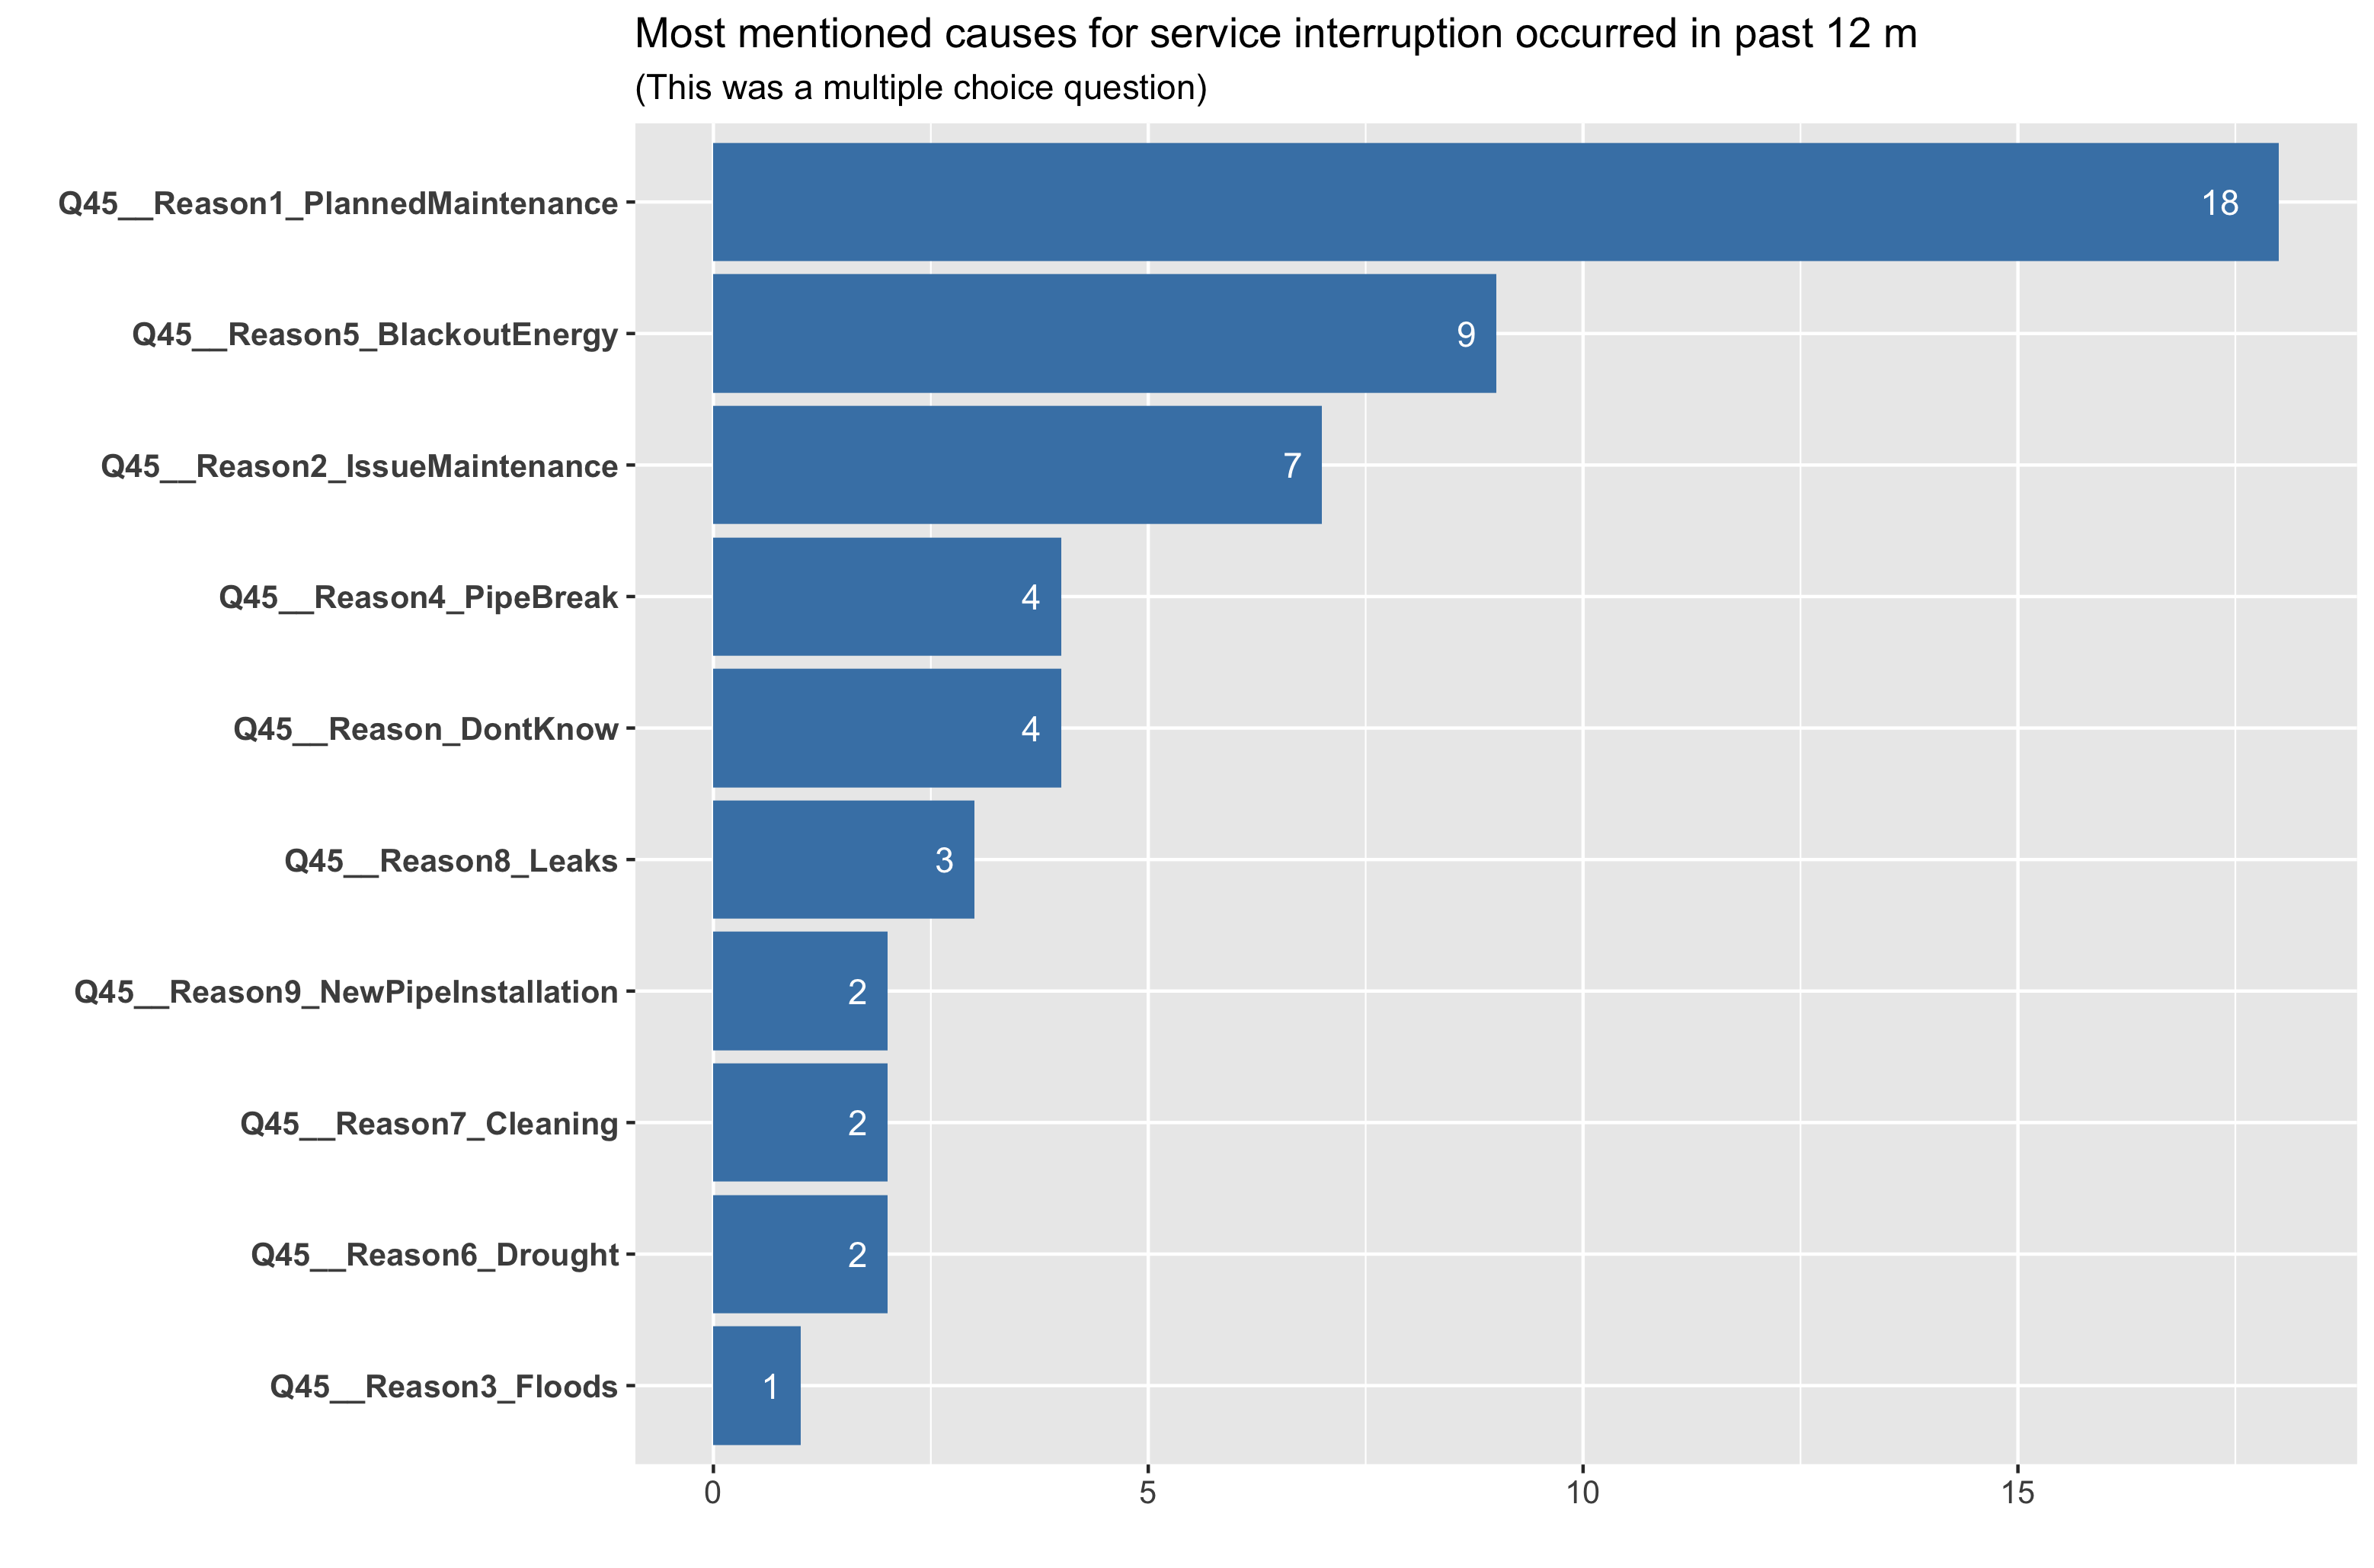 Most mentioned causes for service interruption occurred in past 12 m
(This was a multiple choice question)
Q45__Reason1_PlannedMaintenance 18
Q45__Reason5_BlackoutEnergy 9
Q45__Reason2_IssueMaintenance 7
Q45__Reason4_PipeBreak 4
Q45__Reason_DontKnow 4
Q45__Reason8_Leaks 3
Q45__Reason9_NewPipeInstallation 2
Q45__Reason7_Cleaning 2
Q45__Reason6_Drought 2
Q45__Reason3_Floods 1
0 5 10 15